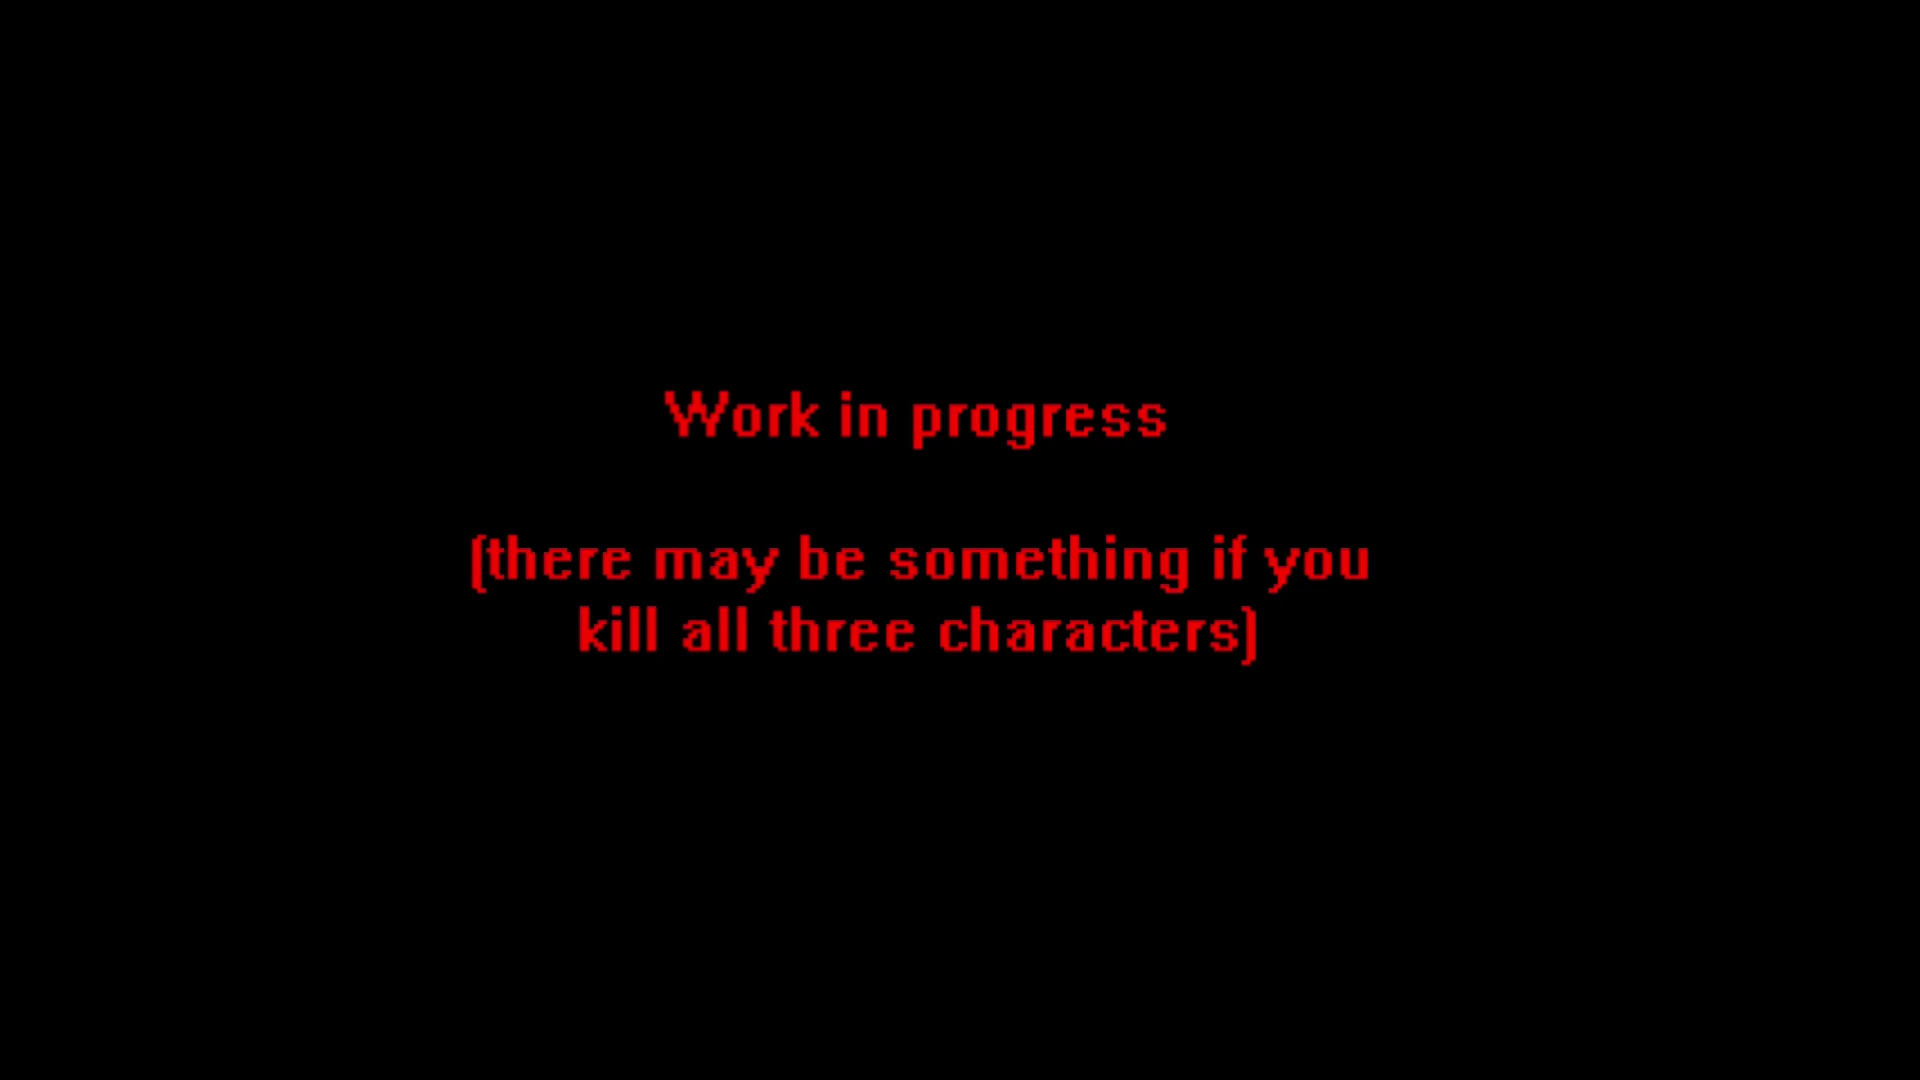 Work in progress
(there may be something if you
kill all three characters)